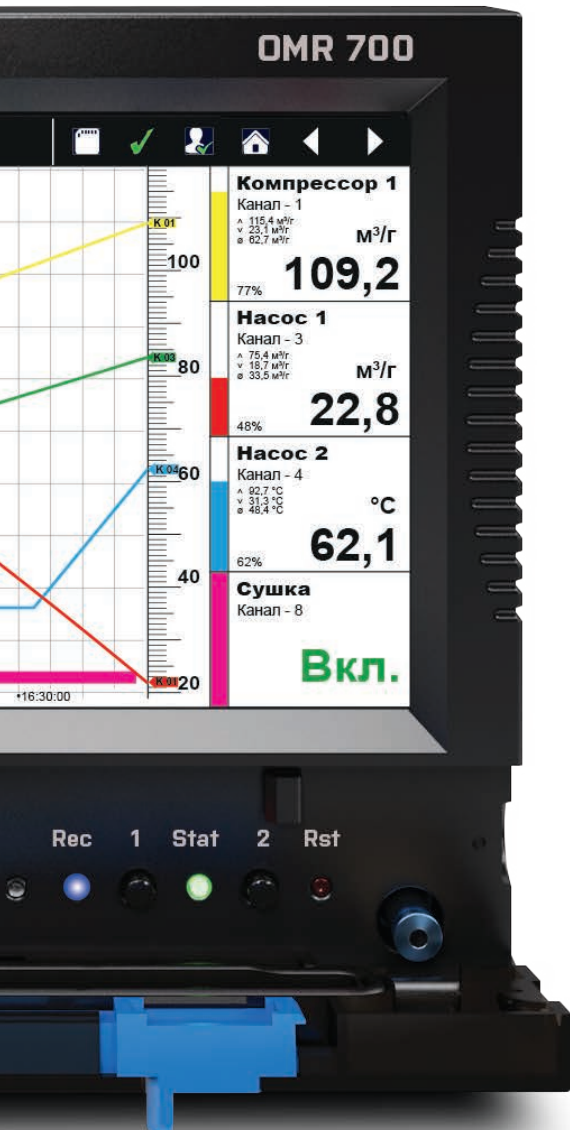 OMR 700
Компрессор 1
Канал - 1
^ 115,4 м³/г
v 23,1 м³/г
ø 62,7 м³/г
м³/г
77%
109,2
Насос 1
Канал - 3
^ 75,4 м³/г
v 18,7 м³/г
ø 33,5 м³/г
м³/г
48%
22,8
Насос 2
Канал - 4
^ 92,7 °C
v 31,3 °C
ø 48,4 °C
°C
62%
62,1
Сушка
Канал - 8
Вкл.
K 01
100
K 03
80
K 04
60
40
K 01
20
16:30:00
Rec 1 Stat 2 Rst